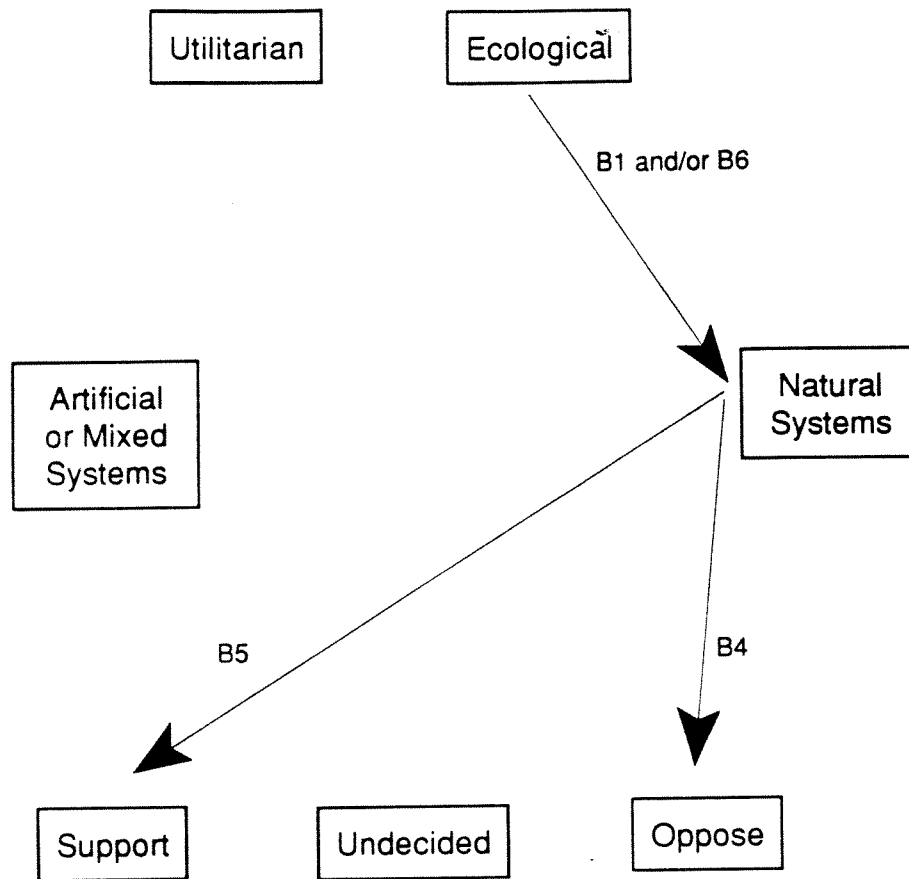 Utilitarian
Ecological
B1 and/or B6
Artificial
or Mixed
Systems
Natural
Systems
B5
B4
Support
Undecided
Oppose